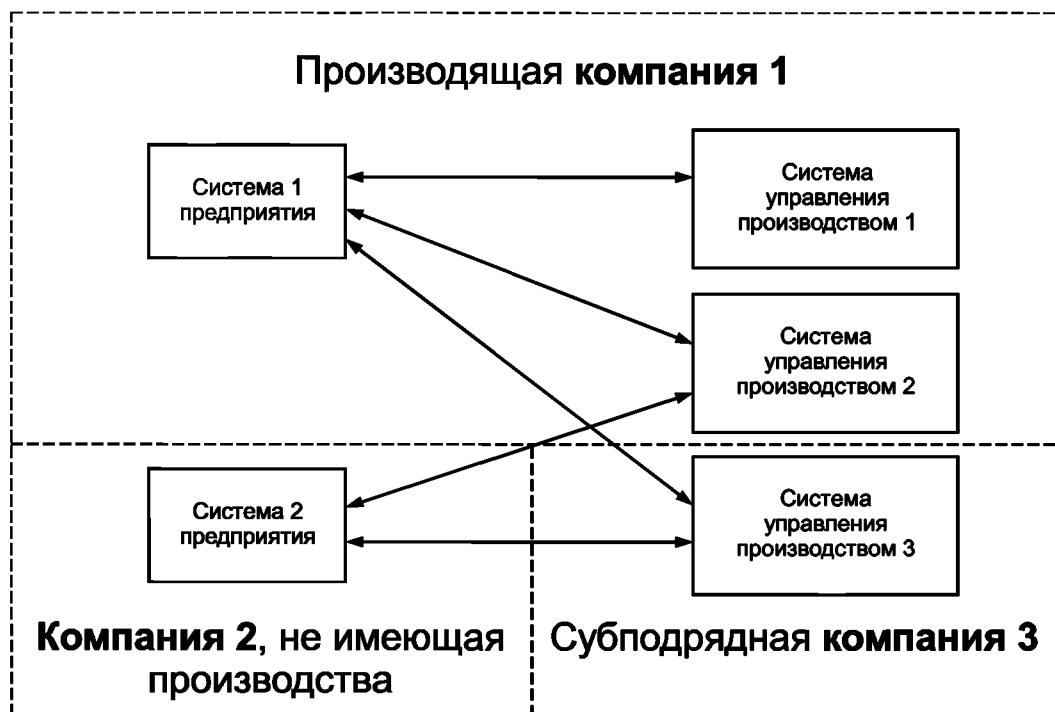 Производящая компания 1
Система 1
предприятия
Система
управления
производством 1
Система
управления
производством 2
Система 2
предприятия
Система
управления
производством 3
Компания 2, не имеющая
производства
Субподрядная компания 3